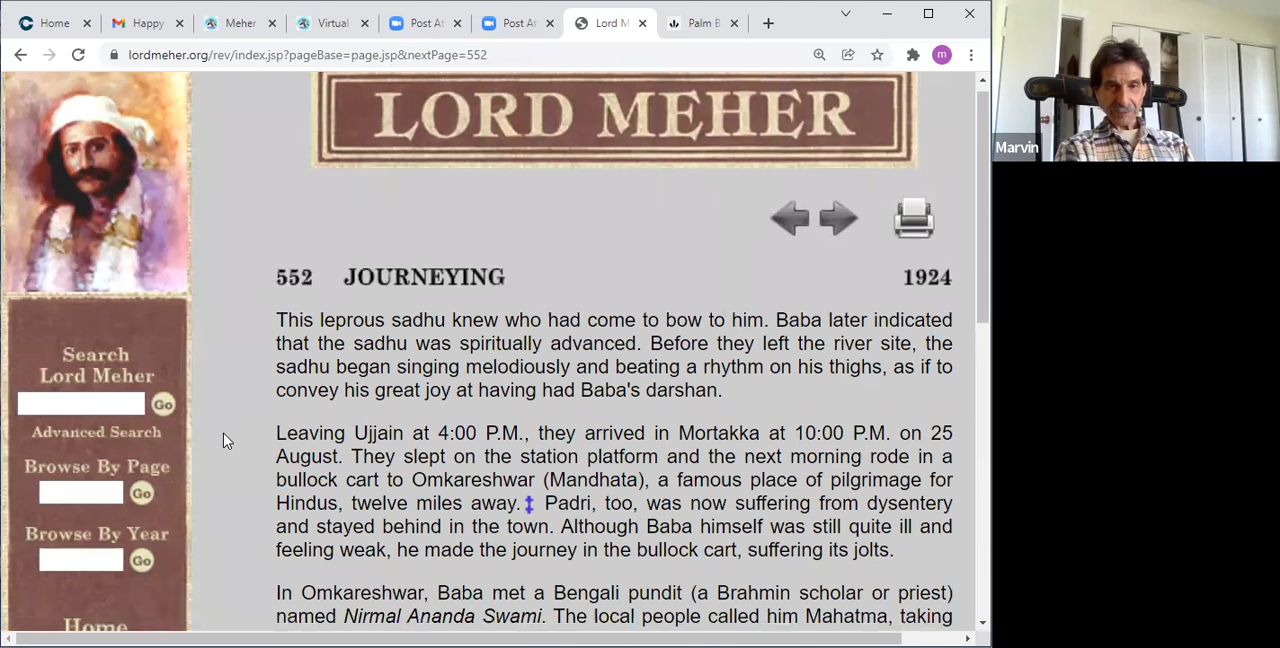 Home
Happy
Meher
Virtual
Post At
Post At
Lord M
Palm B
lordmeher.org/rev/index.jsp?pageBase=page.jsp&nextPage=552
m
Marvin
LORD MEHER
552 JOURNEYING 1924
This leprous sadhu knew who had come to bow to him. Baba later indicated
that the sadhu was spiritually advanced. Before they left the river site, the
sadhu began singing melodiously and beating a rhythm on his thighs, as if to
convey his great joy at having had Baba's darshan.
Leaving Ujjain at 4:00 P.M., they arrived in Mortakka at 10:00 P.M. on 25
August. They slept on the station platform and the next morning rode in a
bullock cart to Omkareshwar (Mandhata), a famous place of pilgrimage for
Hindus, twelve miles away.‡ Padri, too, was now suffering from dysentery
and stayed behind in the town. Although Baba himself was still quite ill and
feeling weak, he made the journey in the bullock cart, suffering its jolts.
In Omkareshwar, Baba met a Bengali pundit (a Brahmin scholar or priest)
named Nirmal Ananda Swami. The local people called him Mahatma, taking
Search
Lord Meher
Go
Advanced Search
Browse By Page
Go
Browse By Year
Go
Home